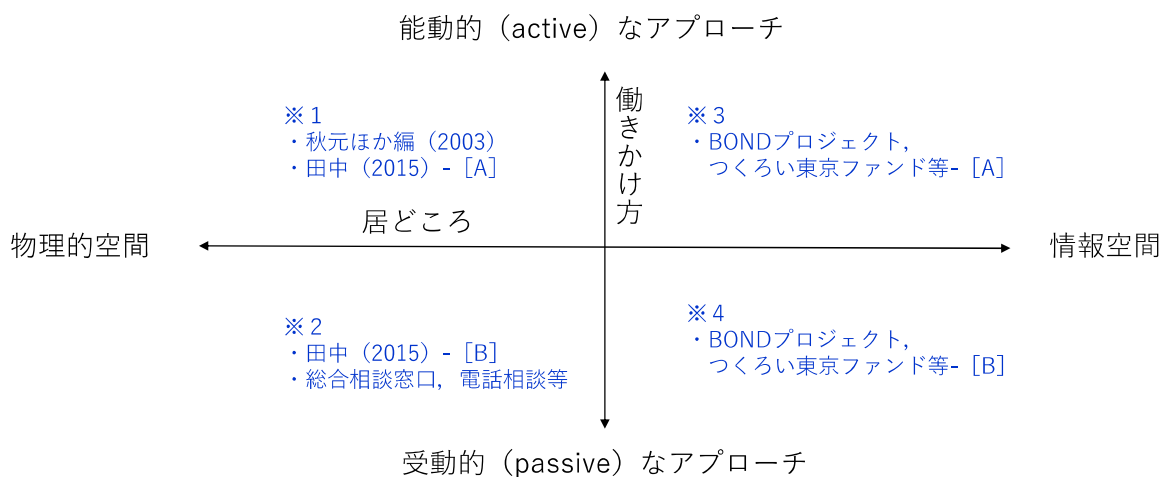 能動的（active）なアプローチ
働きかけ方
※１
・秋元ほか編（2003）
・田中（2015）-［A］
※３
・BONDプロジェクト，
つくろい東京ファンド等-［A］
居どころ
物理的空間
情報空間
※２
・田中（2015）-［B］
・総合相談窓口，電話相談等
※４
・BONDプロジェクト，
つくろい東京ファンド等-［B］
受動的（passive）なアプローチ